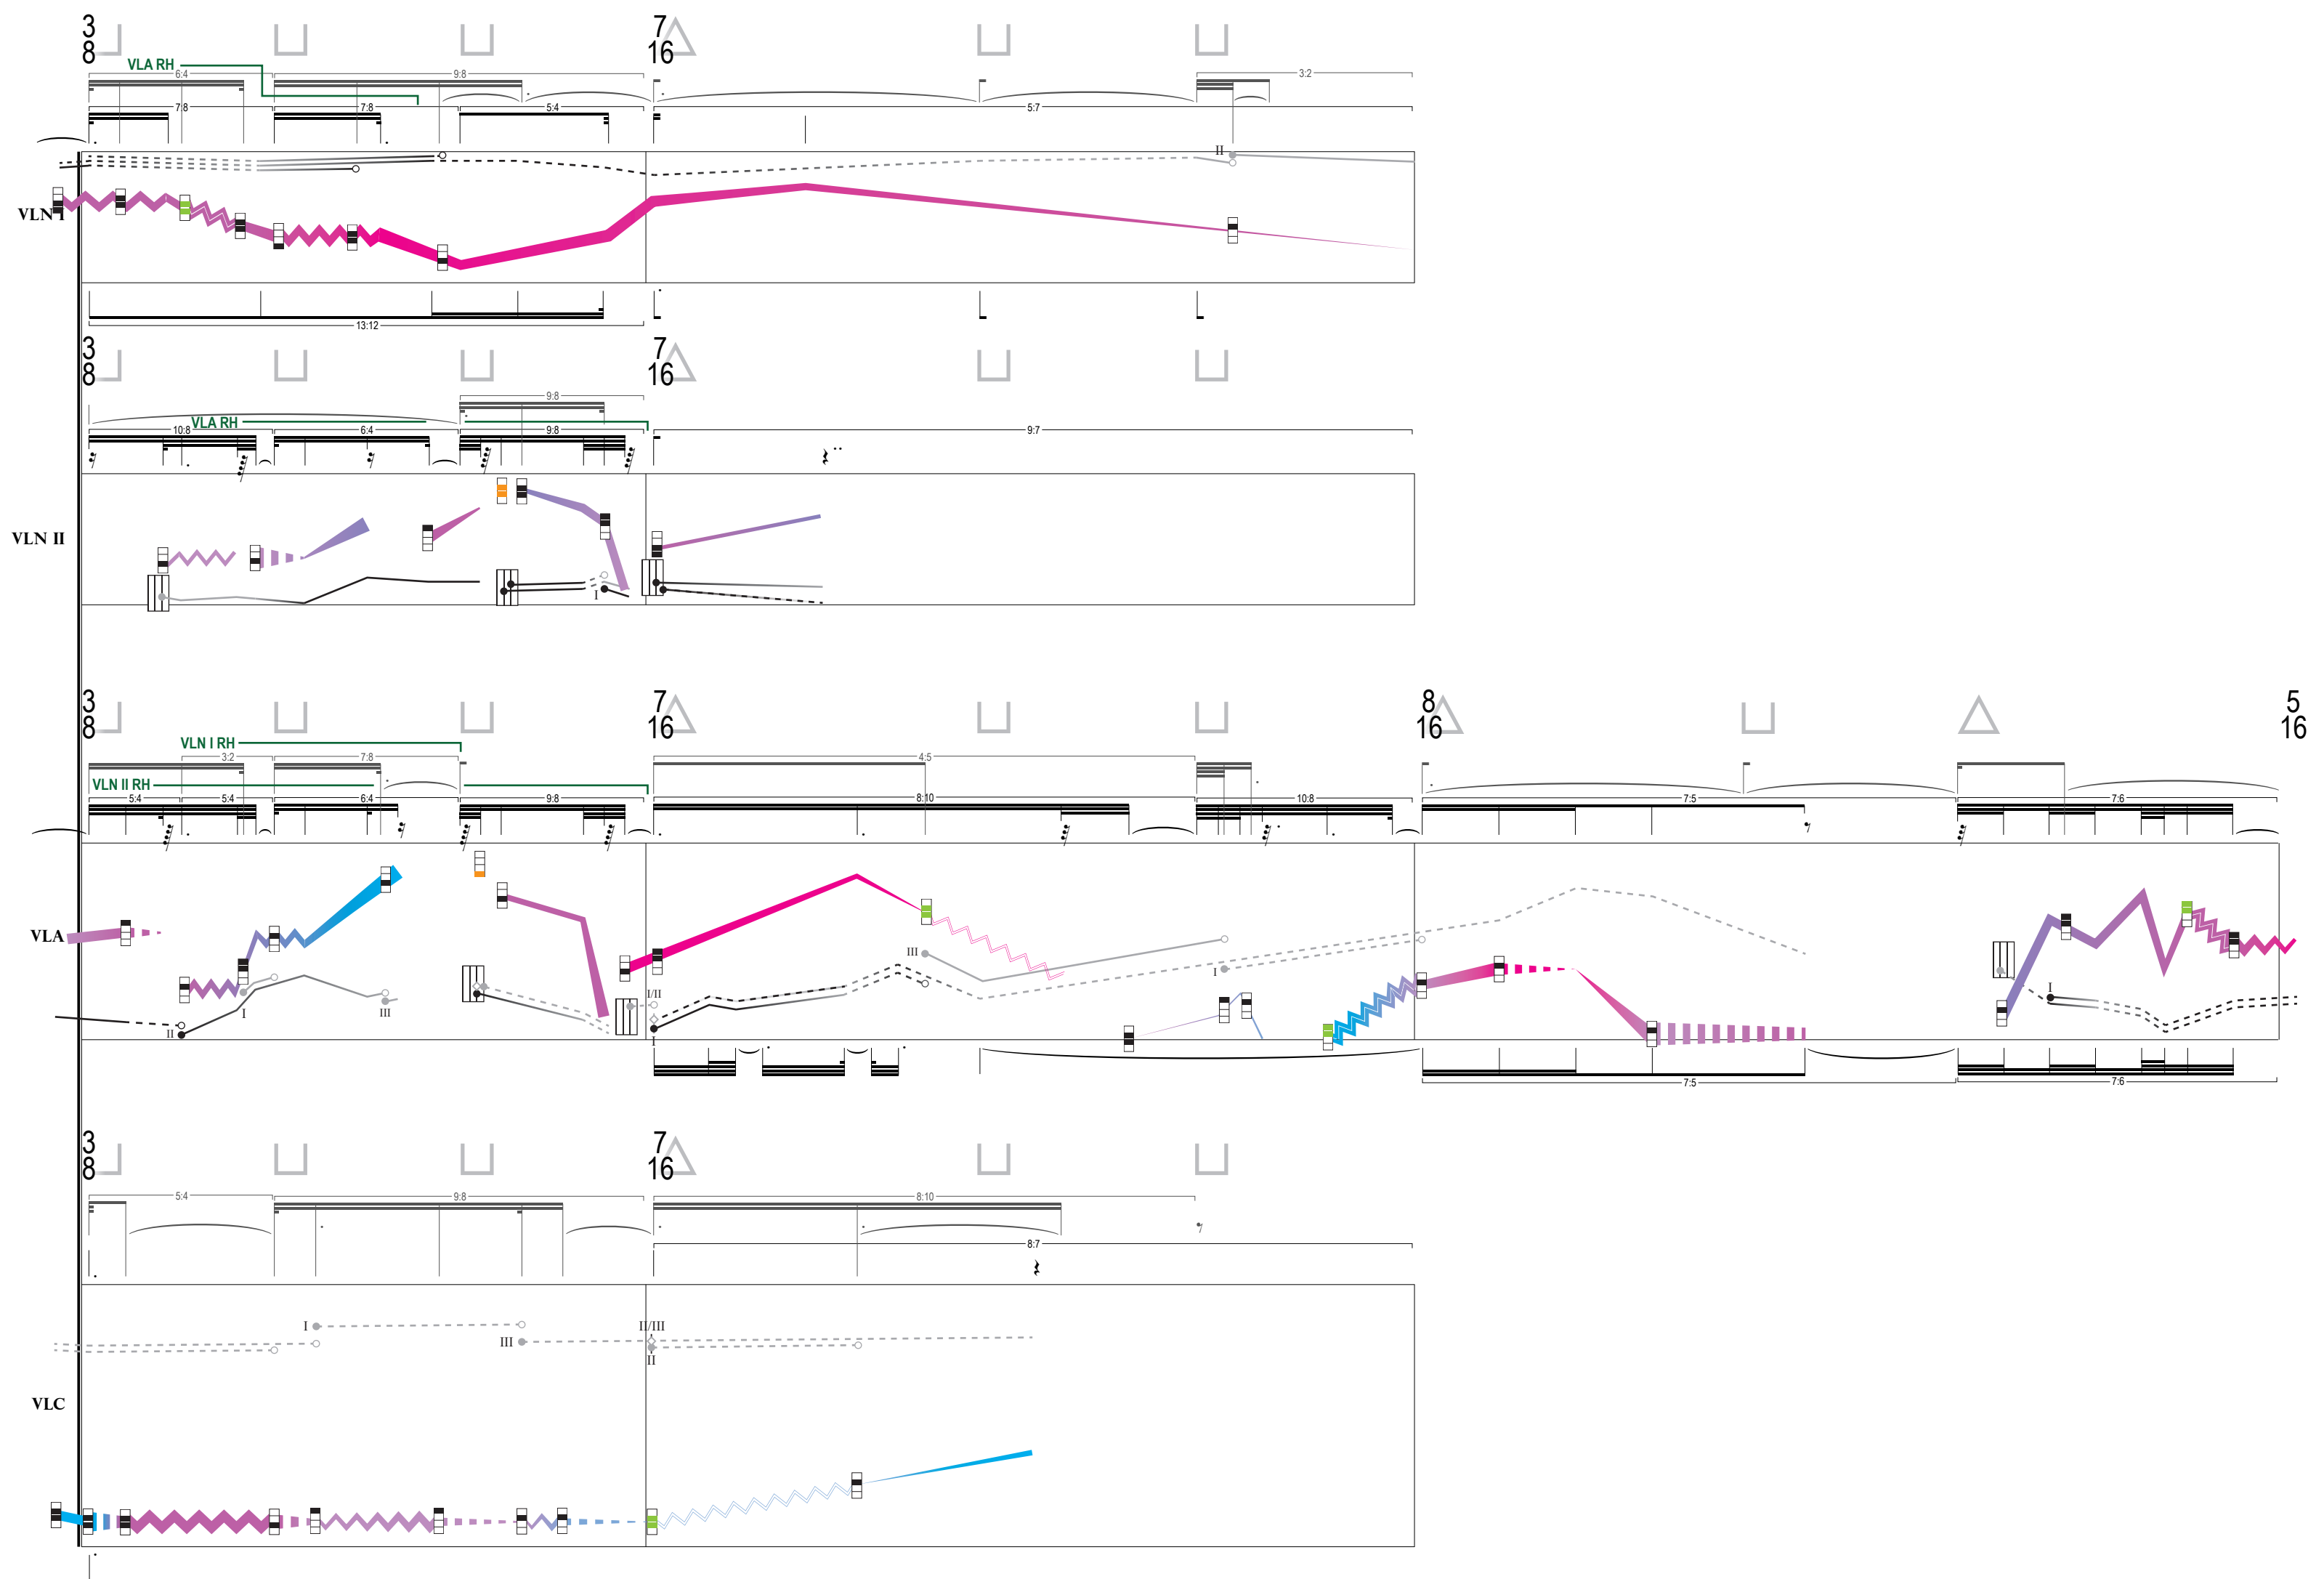 3 7
8 16
VLA RH
6:4 9:8 3:2
7:8 7:8 5:4 5:7
II
VLN I
13:12
3 7
8 16
9:8
VLA RH
10:8 6:4 9:8 9:7
VLN II
I
3 7 8 5
8 16 16 16
VLN I RH
3:2 7:8 4:5
VLN II RH
5:4 5:4 6:4 9:8 8:10 10:8 7:5 7:6
VLA
III
I
I/II I
I III
II I
7:5 7:6
3 7
8 16
5:4 9:8 8:10
8:7
I II/III
III
II
VLC